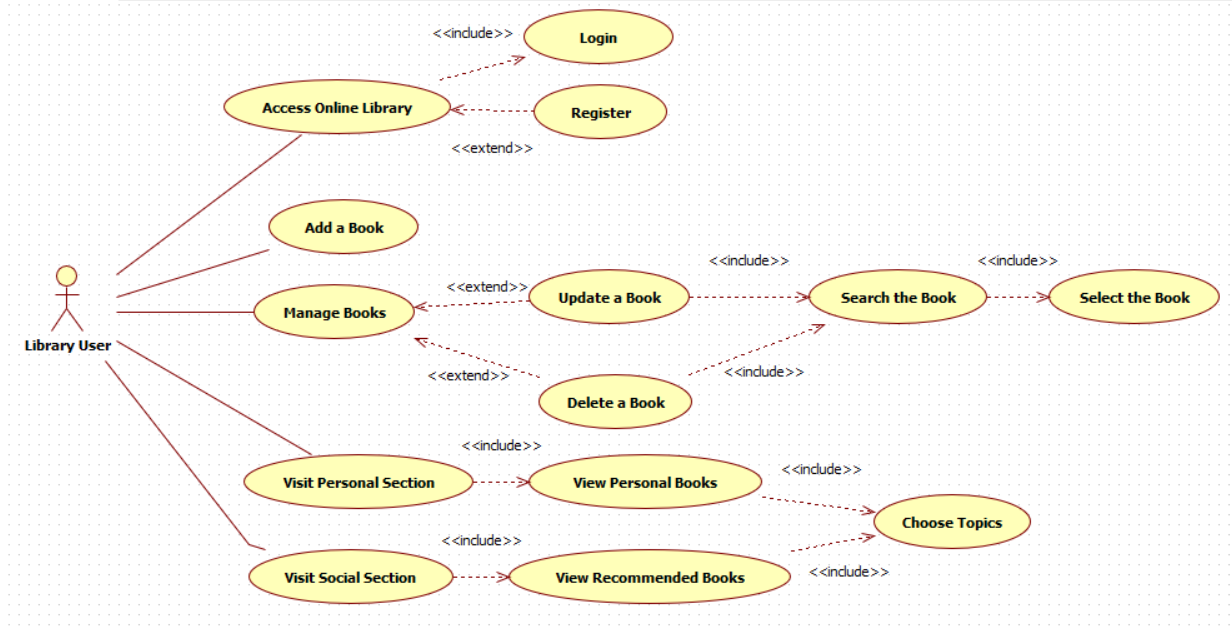 <<include>>
Login
Access Online Library
Register
<<extend>>
Add a Book
<<include>>
<<include>>
<<extend>>
Update a Book
Search the Book
Select the Book
Manage Books
Library User
<<extend>>
<<include>>
Delete a Book
<<include>>
<<include>>
Visit Personal Section
View Personal Books
Choose Topics
<<include>>
<<include>>
Visit Social Section
View Recommended Books